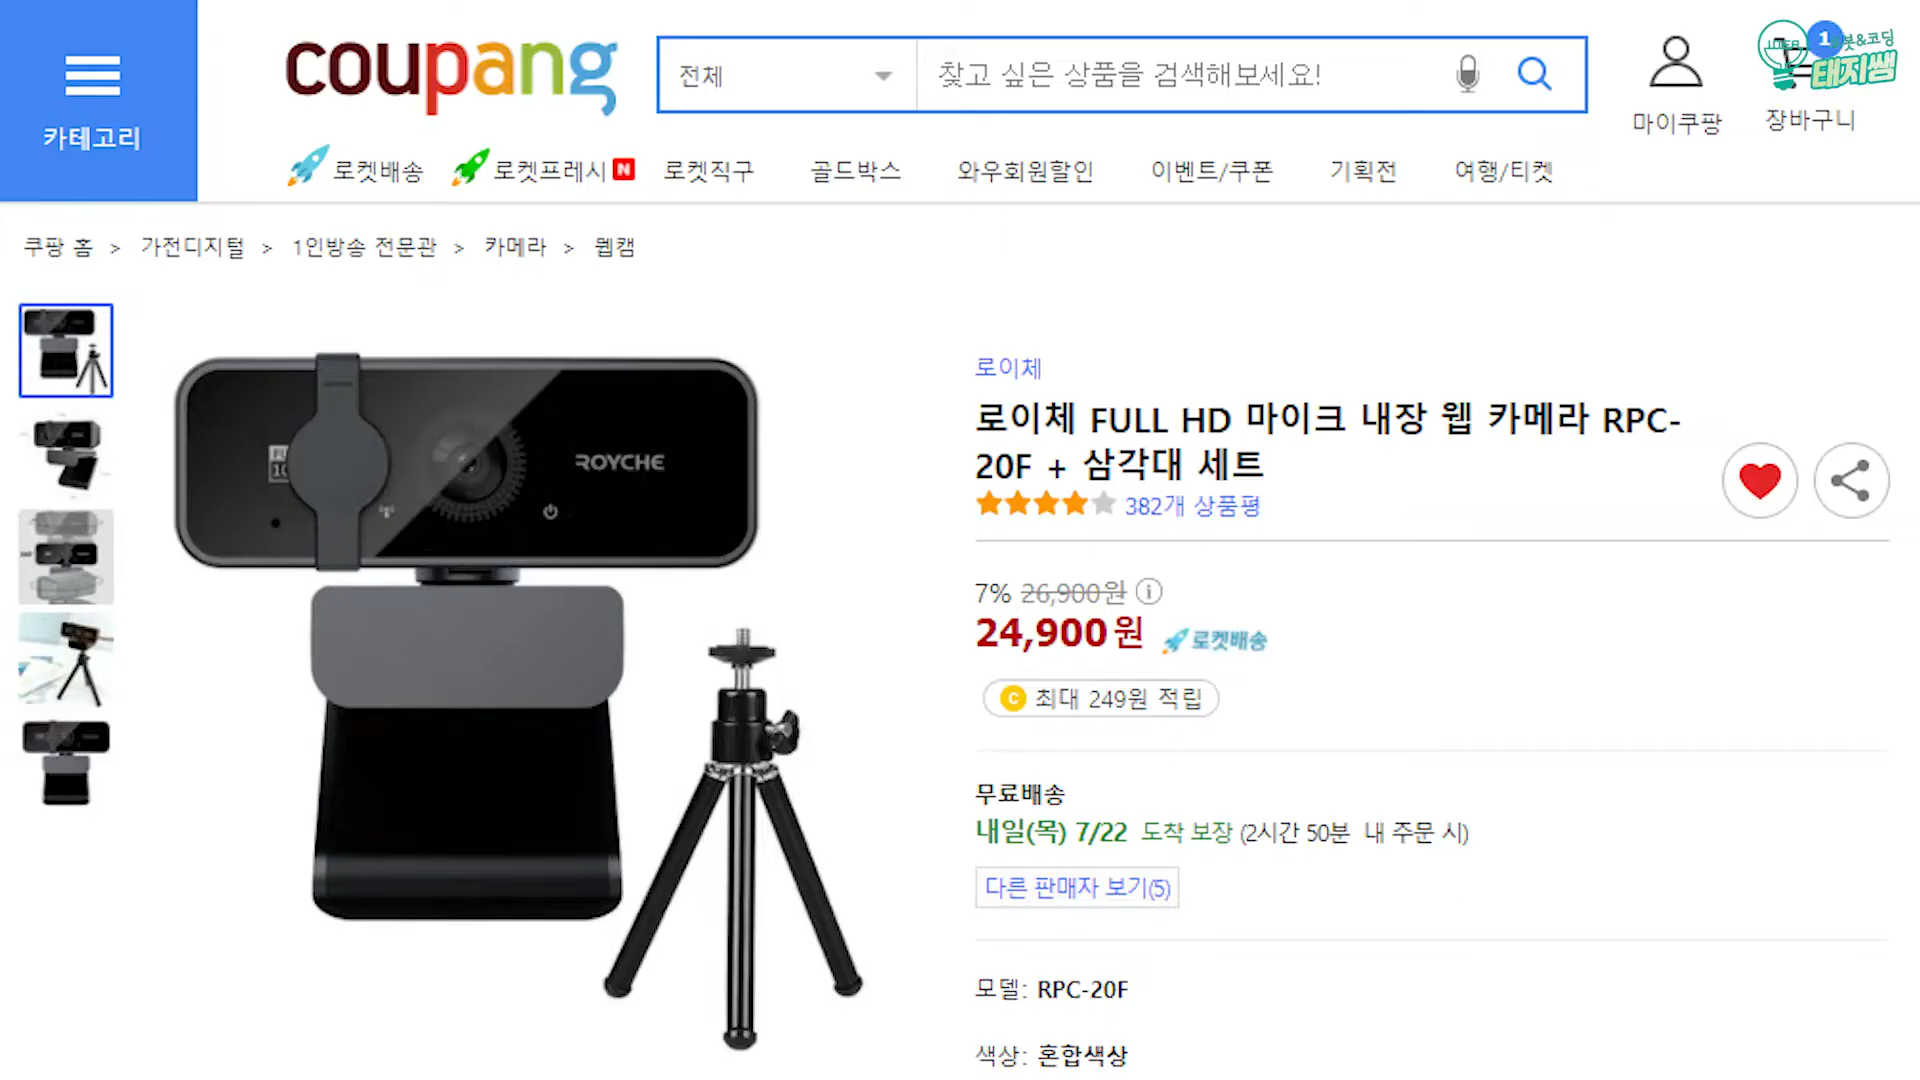 카테고리
coupang
전체
찾고 싶은 상품을 검색해보세요!
마이쿠팡
1
장바구니
봇&코딩
태지쌤
로켓배송
로켓프레시 N
로켓직구
골드박스
와우회원할인
이벤트/쿠폰
기획전
여행/티켓
쿠팡 홈 > 가전디지털 > 1인방송 전문관 > 카메라 > 웹캠
ROYCHE
로이체
로이체 FULL HD 마이크 내장 웹 카메라 RPC-
20F + 삼각대 세트
382개 상품평
7% 26,900원
24,900원 로켓배송
C 최대 249원 적립
무료배송
내일(목) 7/22 도착 보장 (2시간 50분 내 주문 시)
다른 판매자 보기(5)
모델: RPC-20F
색상: 혼합색상